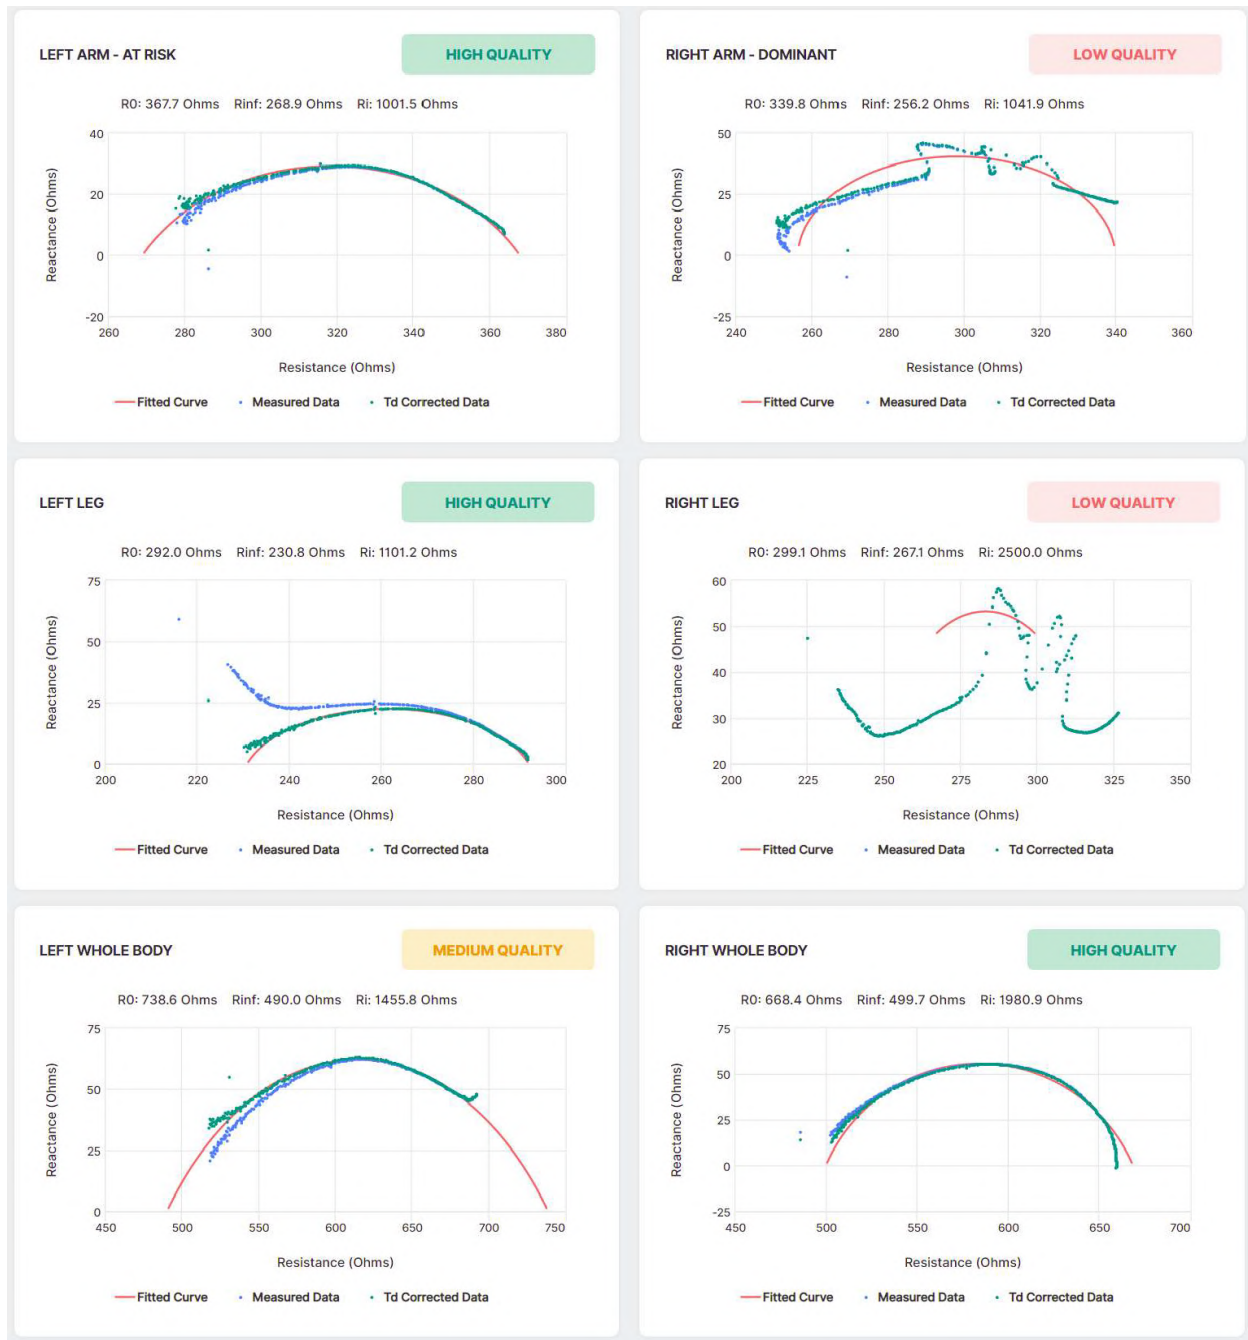 LEFT ARM - AT RISK
HIGH QUALITY
R0: 367.7 Ohms Rinf: 268.9 Ohms Ri: 1001.5 Ohms
Reactance (Ohms)
40
20
0
-20
260 280 300 320 340 360 380
Resistance (Ohms)
Fitted Curve Measured Data Td Corrected Data
RIGHT ARM - DOMINANT
LOW QUALITY
R0: 339.8 Ohms Rinf: 256.2 Ohms Ri: 1041.9 Ohms
Reactance (Ohms)
50
25
0
-25
240 260 280 300 320 340 360
Resistance (Ohms)
Fitted Curve Measured Data Td Corrected Data
LEFT LEG
HIGH QUALITY
R0: 292.0 Ohms Rinf: 230.8 Ohms Ri: 1101.2 Ohms
Reactance (Ohms)
75
50
25
0
200 220 240 260 280 300
Resistance (Ohms)
Fitted Curve Measured Data Td Corrected Data
RIGHT LEG
LOW QUALITY
R0: 299.1 Ohms Rinf: 267.1 Ohms Ri: 2500.0 Ohms
Reactance (Ohms)
60
50
40
30
20
200 225 250 275 300 325 350
Resistance (Ohms)
Fitted Curve Measured Data Td Corrected Data
LEFT WHOLE BODY
MEDIUM QUALITY
R0: 738.6 Ohms Rinf: 490.0 Ohms Ri: 1455.8 Ohms
Reactance (Ohms)
75
50
25
0
450 500 550 600 650 700 750
Resistance (Ohms)
Fitted Curve Measured Data Td Corrected Data
RIGHT WHOLE BODY
HIGH QUALITY
R0: 668.4 Ohms Rinf: 499.7 Ohms Ri: 1980.9 Ohms
Reactance (Ohms)
75
50
25
0
-25
450 500 550 600 650 700
Resistance (Ohms)
Fitted Curve Measured Data Td Corrected Data